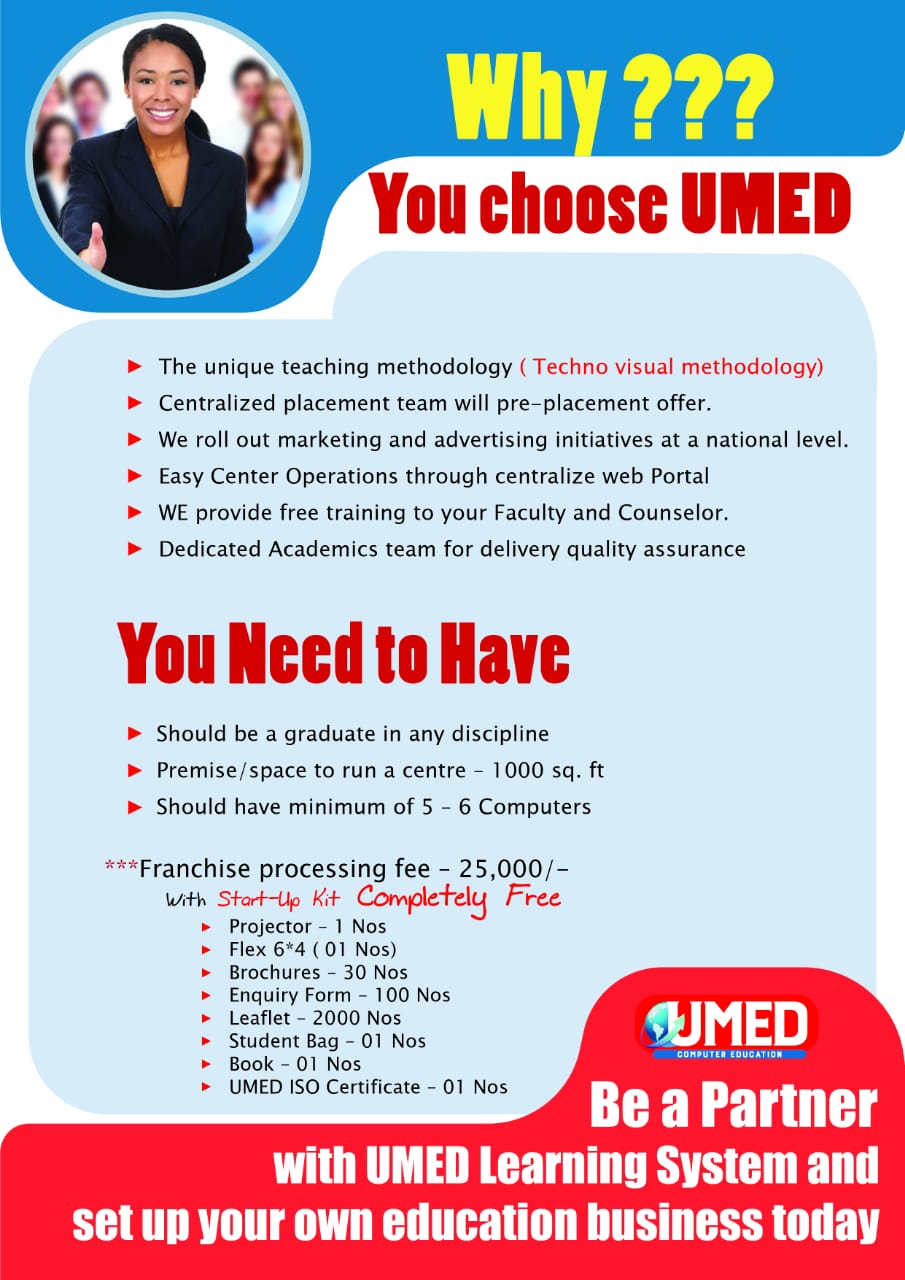 Why ???
You choose UMED
► The unique teaching methodology ( Techno visual methodology)
► Centralized placement team will pre-placement offer.
► We roll out marketing and advertising initiatives at a national level.
► Easy Center Operations through centralize web Portal
► WE provide free training to your Faculty and Counselor.
► Dedicated Academics team for delivery quality assurance
You Need to Have
► Should be a graduate in any discipline
► Premise/space to run a centre – 1000 sq. ft
► Should have minimum of 5 – 6 Computers
***Franchise processing fee – 25,000/-
With Start-Up Kit Completely Free
► Projector – 1 Nos
► Flex 6*4 ( 01 Nos)
► Brochures – 30 Nos
► Enquiry Form – 100 Nos
► Leaflet – 2000 Nos
► Student Bag – 01 Nos
► Book – 01 Nos
► UMED ISO Certificate – 01 Nos
UMED
COMPUTER EDUCATION
Be a Partner
with UMED Learning System and
set up your own education business today